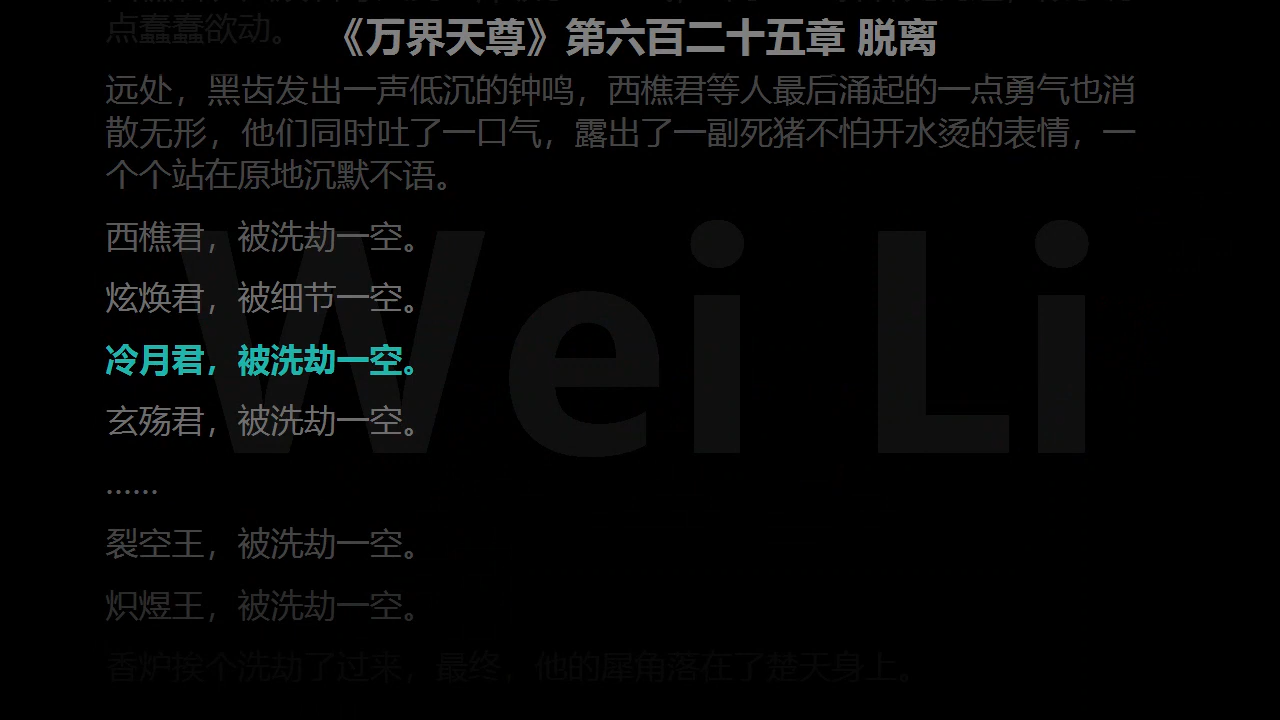 点蠢蠢欲动。
《万界天尊》第六百二十五章 脱离
远处，黑齿发出一声低沉的钟鸣，西樵君等人最后涌起的一点勇气也消
散无形，他们同时吐了一口气，露出了一副死猪不怕开水烫的表情，一
个个站在原地沉默不语。
西樵君，被洗劫一空。
炫焕君，被细节一空。
冷月君，被洗劫一空。
玄殇君，被洗劫一空。
……
裂空王，被洗劫一空。
炽煜王，被洗劫一空。
香炉挨个洗劫了过来，最终，他的犀角落在了楚天身上。
Wei Li